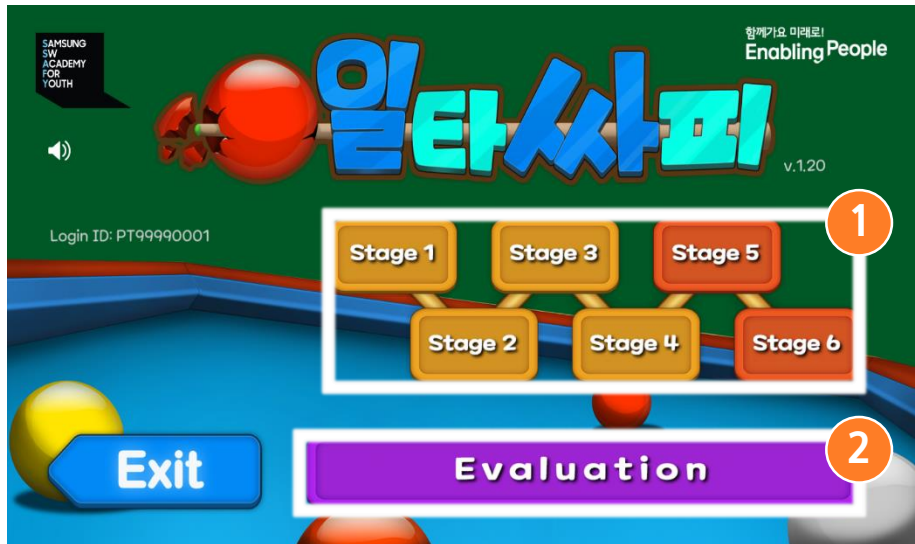 SAMSUNG
SW
ACADEMY
FOR
YOUTH
함께가요 미래로!
Enabling People
일타싸피
v.1.20
Login ID: PT99990001
1
Stage 1
Stage 3
Stage 5
Stage 2
Stage 4
Stage 6
2
Exit
Evaluation